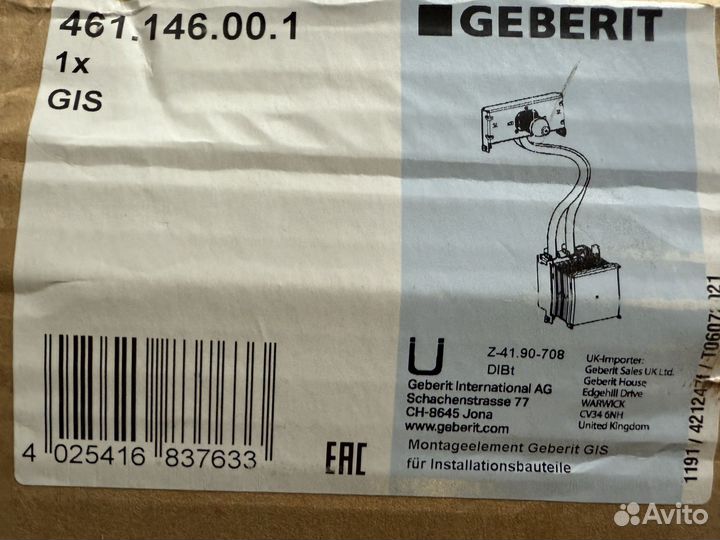 461.146.00.1
1x
GIS
GEBERIT
4 025416 837633
EAC
Ü
Z-41.90-708
DIBt
Geberit International AG
Schachenstrasse 77
CH-8645 Jona
www.geberit.com
UK-Importer:
Geberit Sales UK Ltd.
Geberit House
Edgehill Drive
WARWICK
CV34 6NH
United Kingdom
Montageelement Geberit GIS
für Installationsbauteile
1191 /
Avito